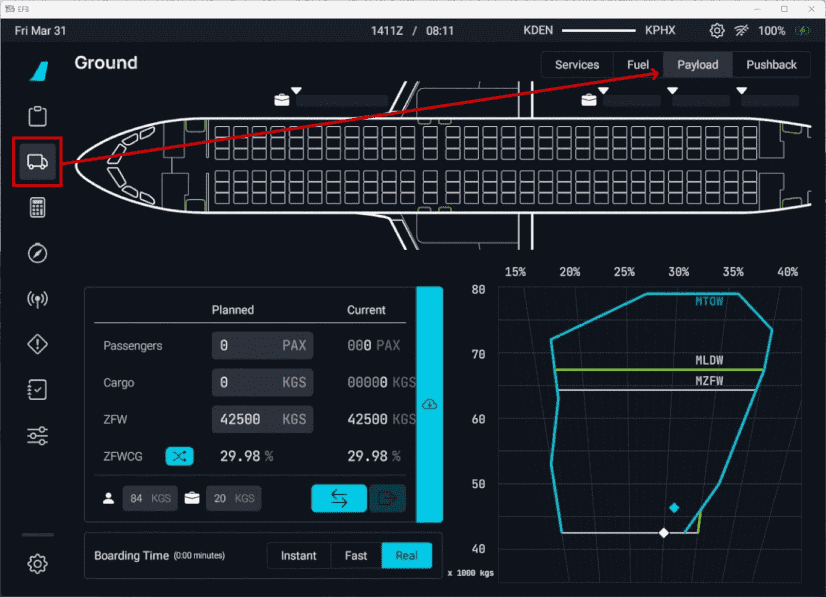 EFB
Fri Mar 31
1411Z / 08:11
KDEN
KPHX
100%
Ground
Services
Fuel
Payload
Pushback
Planned
Current
Passengers
0 PAX
000 PAX
Cargo
0 KGS
00000 KGS
ZFW
42500 KGS
42500 KGS
ZFWCG
29.98 %
29.98 %
84 KGS
20 KGS
Boarding Time (0:00 minutes)
Instant
Fast
Real
15% 20% 25% 30% 35% 40%
80
MTOW
70
MLDW
MZFW
60
50
40
x 1000 kgs